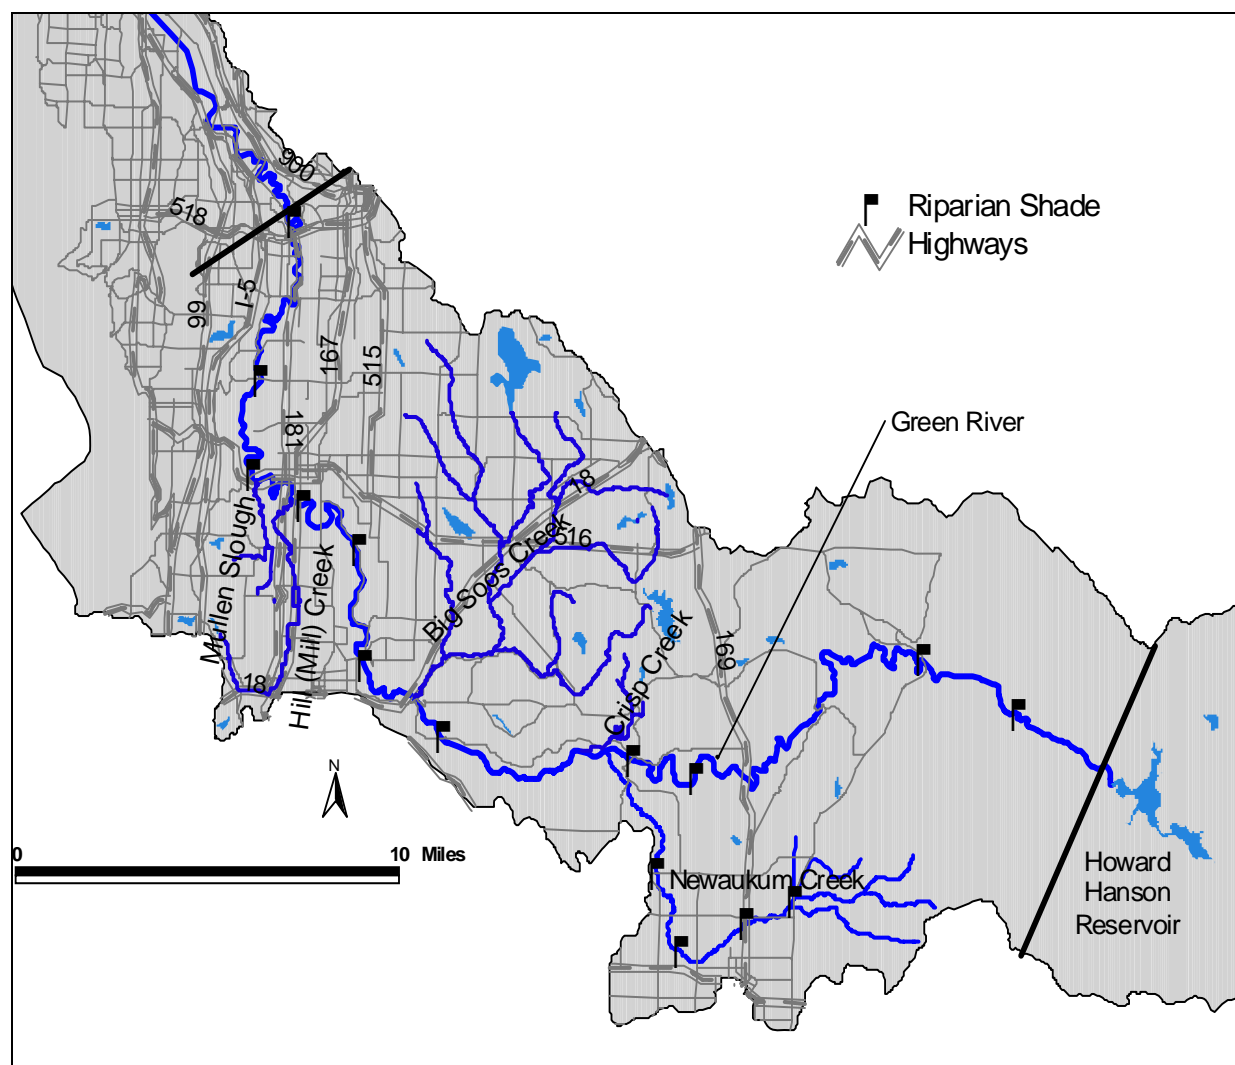 900
518
Riparian Shade
Highways
99
I-5
167
515
181
Green River
18
516
Mullen Slough
Hill (Mill) Creek
Big Soos Creek
Crisp Creek
169
18
N
0 10 Miles
Newaukum Creek
Howard
Hanson
Reservoir